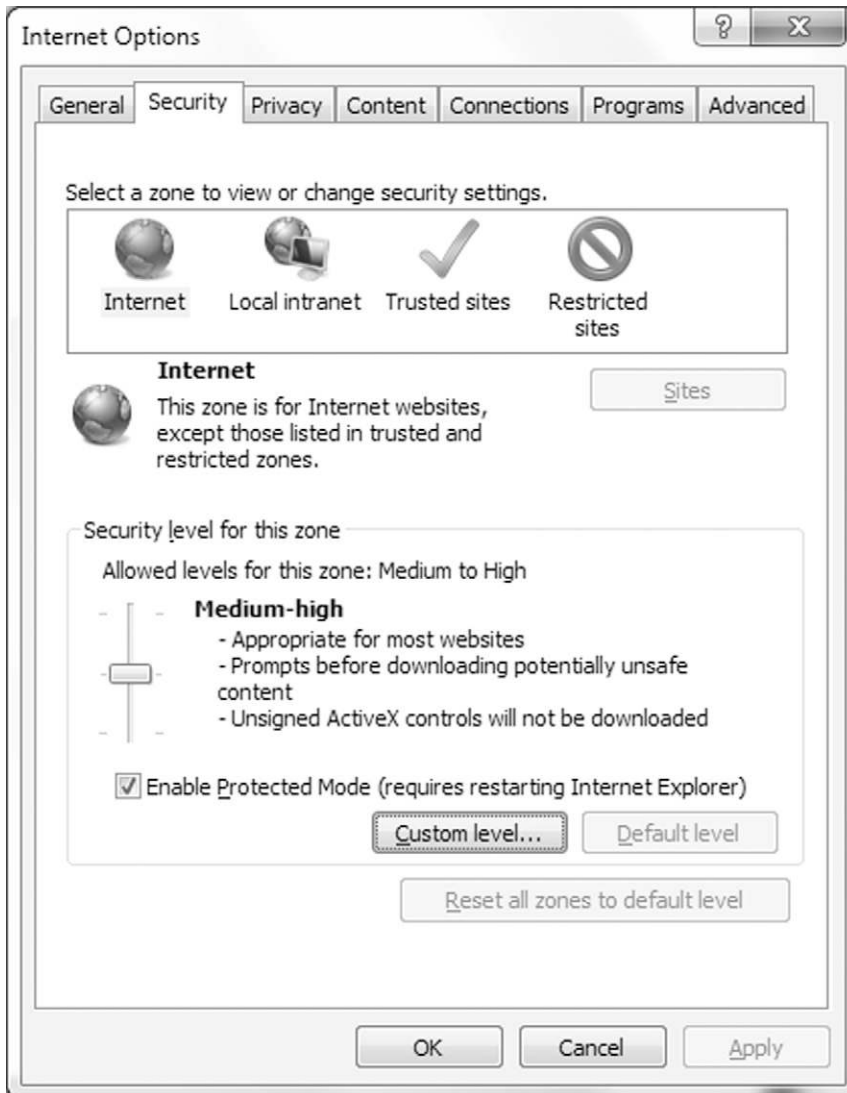 Internet Options
?
General Security Privacy Content Connections Programs Advanced
Select a zone to view or change security settings.
Internet Local intranet Trusted sites Restricted
sites
Internet
Sites
This zone is for Internet websites,
except those listed in trusted and
restricted zones.
Security level for this zone
Allowed levels for this zone: Medium to High
Medium-high
- Appropriate for most websites
- Prompts before downloading potentially unsafe
content
- Unsigned ActiveX controls will not be downloaded
Enable Protected Mode (requires restarting Internet Explorer)
Custom level... Default level
Reset all zones to default level
OK Cancel Apply